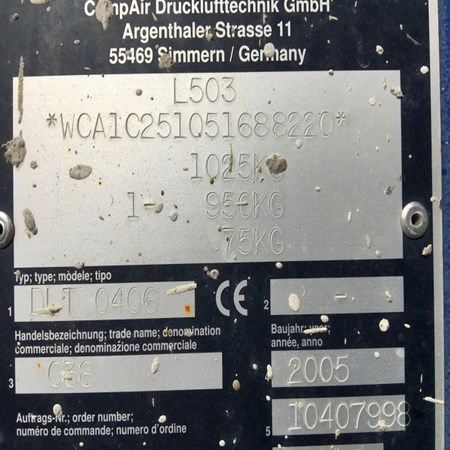 CompAir Drucklufttechnik GmbH
Argenthaler Strasse 11
55469 Simmern / Germany
L503
*WCA1C251Q51688220*
1025KG
1- 950KG
75KG
Typ; type; modèle; tipo
1 DLT 0406
CE
2 -
Handelsbezeichnung; trade name; denomination
commerciale; denominazione commerciale
Baujahr; year;
année, anno
3 C38
2005
Auftrags-Nr.; order number;
numéro de commande; numero d'ordine
5 10407998